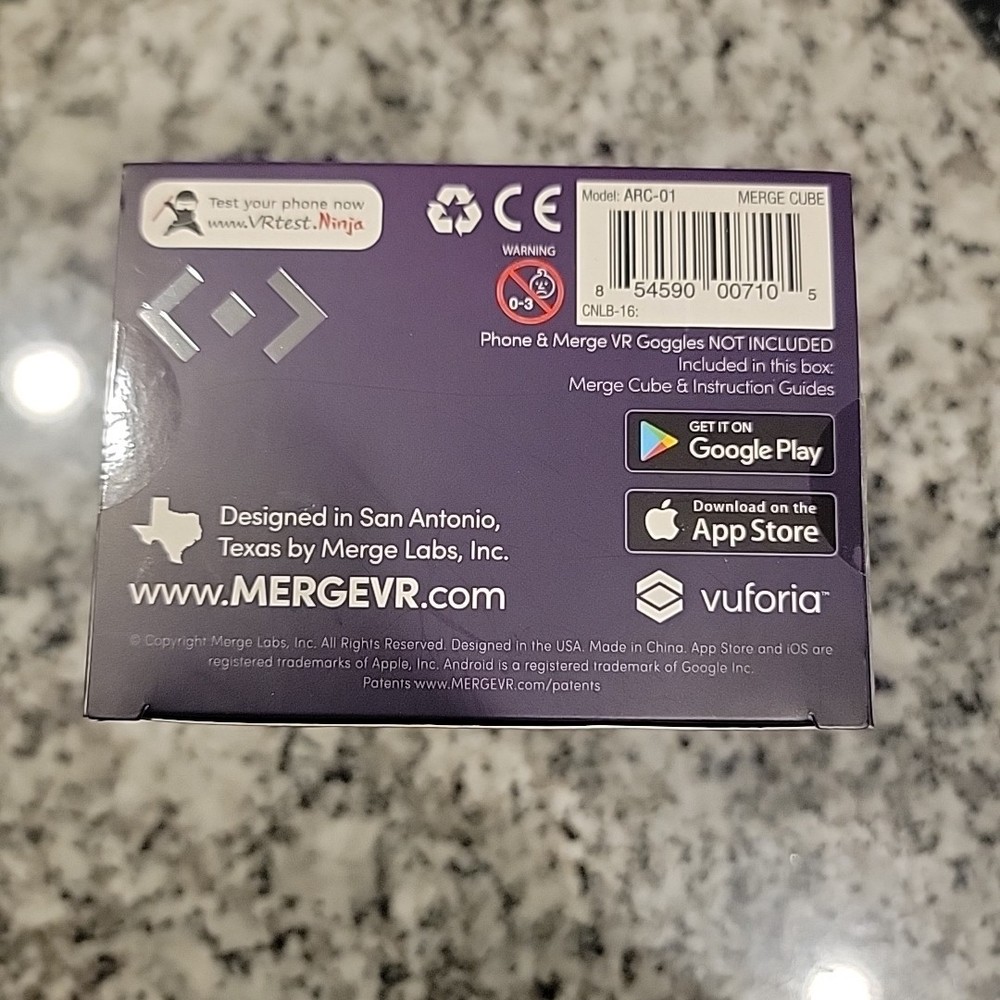 Test your phone now
www.VRtest.Ninja
CE
WARNING
0-3
Model: ARC-01 MERGE CUBE
8 54590 00710 5
CNLB-16:
Phone & Merge VR Goggles NOT INCLUDED
Included in this box:
Merge Cube & Instruction Guides
GET IT ON
Google Play
Download on the
App Store
Designed in San Antonio,
Texas by Merge Labs, Inc.
www.MERGEVR.com
vuforia™
© Copyright Merge Labs, Inc. All Rights Reserved. Designed in the USA. Made in China. App Store and iOS are
registered trademarks of Apple, Inc. Android is a registered trademark of Google Inc.
Patents www.MERGEVR.com/patents